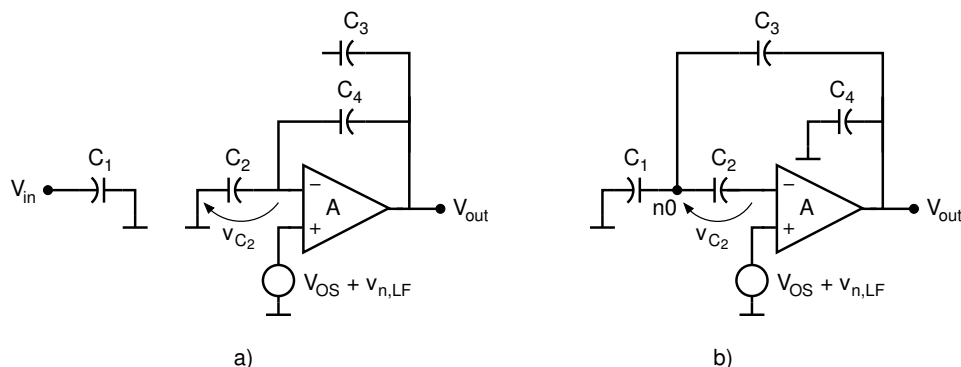 C3
C3
C4
C4
C1
C2
C1
C2
Vin
−
A
Vout
vC2
+
n0
−
A
Vout
vC2
+
VOS + vn,LF
VOS + vn,LF
a)
b)